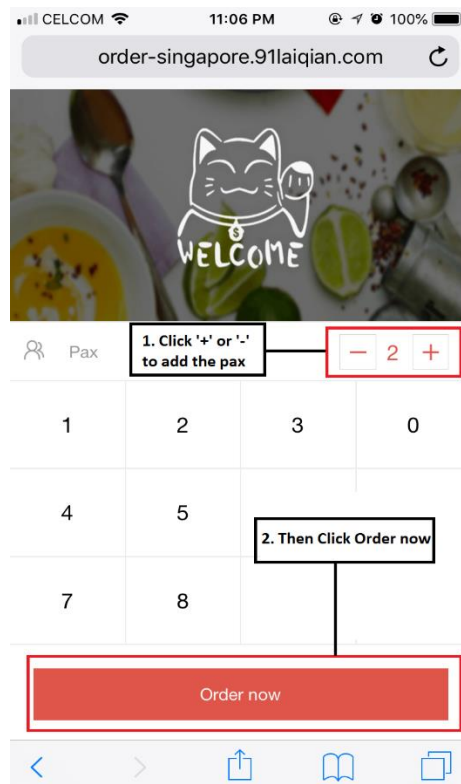 CELCOM 11:06 PM 100%
order-singapore.91laiqian.com
$
WELCOME
Pax
1. Click '+' or '-'
to add the pax
− 2 +
1 2 3 0
4 5
2. Then Click Order now
7 8
Order now